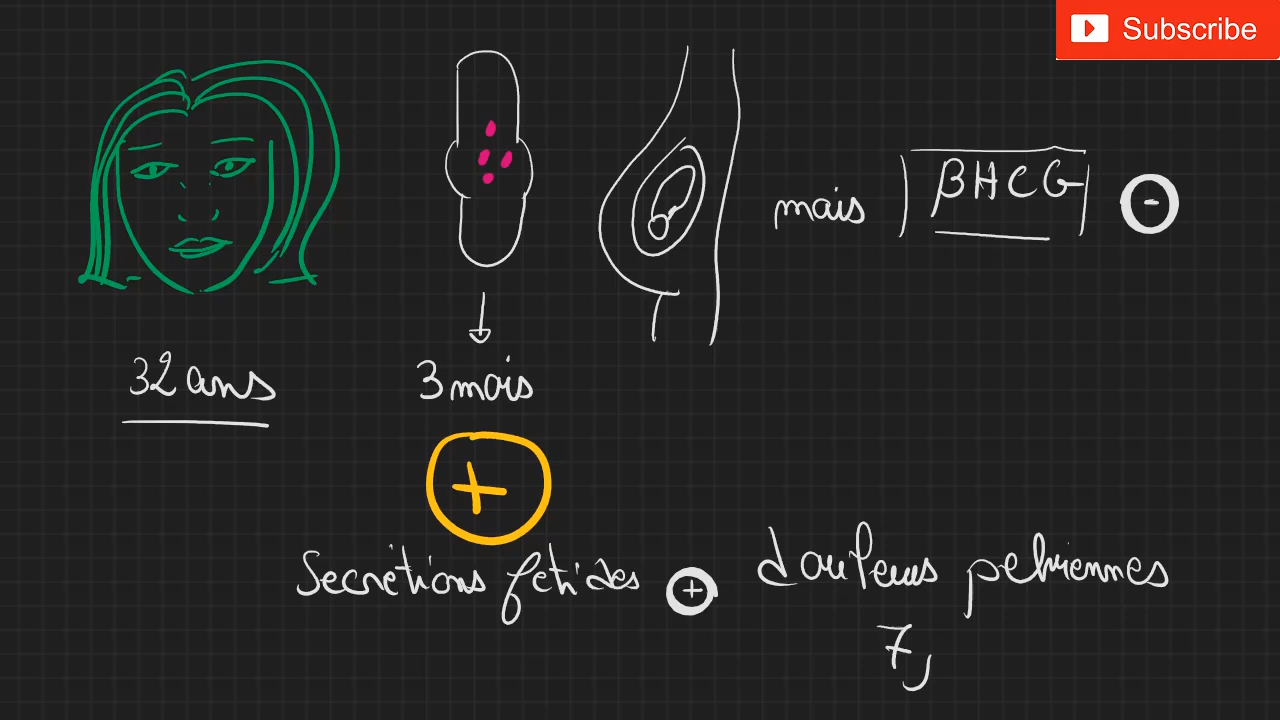 Subscribe
mais βHCG -
32 ans
3 mois
+
Secrétions fétides + douleurs pelviennes
7j